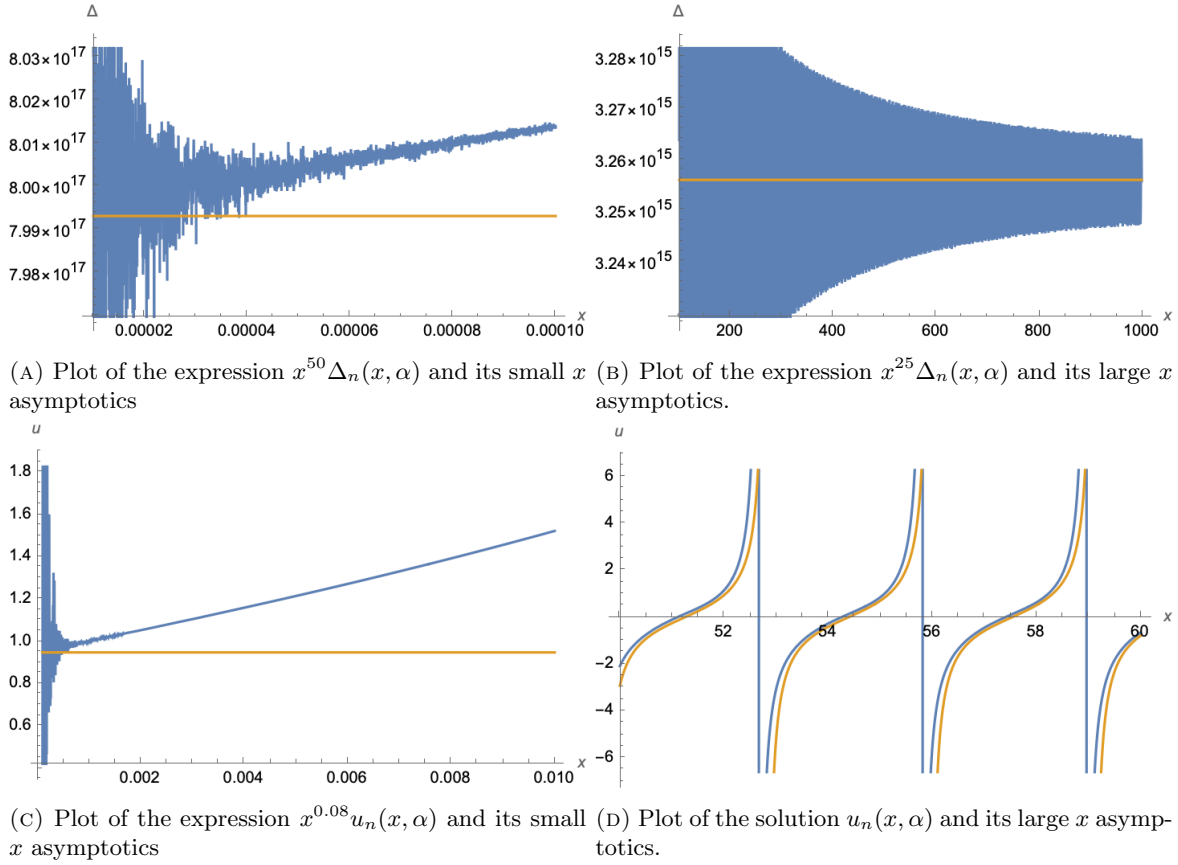 Δ
8.03× 10^17
8.02× 10^17
8.01× 10^17
8.00× 10^17
7.99× 10^17
7.98× 10^17
0.00002 0.00004 0.00006 0.00008 0.00010 x
Δ
3.28× 10^15
3.27× 10^15
3.26× 10^15
3.25× 10^15
3.24× 10^15
200 400 600 800 1000 x
(A) Plot of the expression x^50Δ_n(x, α) and its small x
asymptotics
(B) Plot of the expression x^25Δ_n(x, α) and its large x
asymptotics.
u
1.8
1.6
1.4
1.2
1.0
0.8
0.6
0.002 0.004 0.006 0.008 0.010 x
u
6
4
2
52 54 56 58 60 x
−2
−4
−6
(C) Plot of the expression x^0.08u_n(x, α) and its small
x asymptotics
(D) Plot of the solution u_n(x, α) and its large x asymp-
totics.